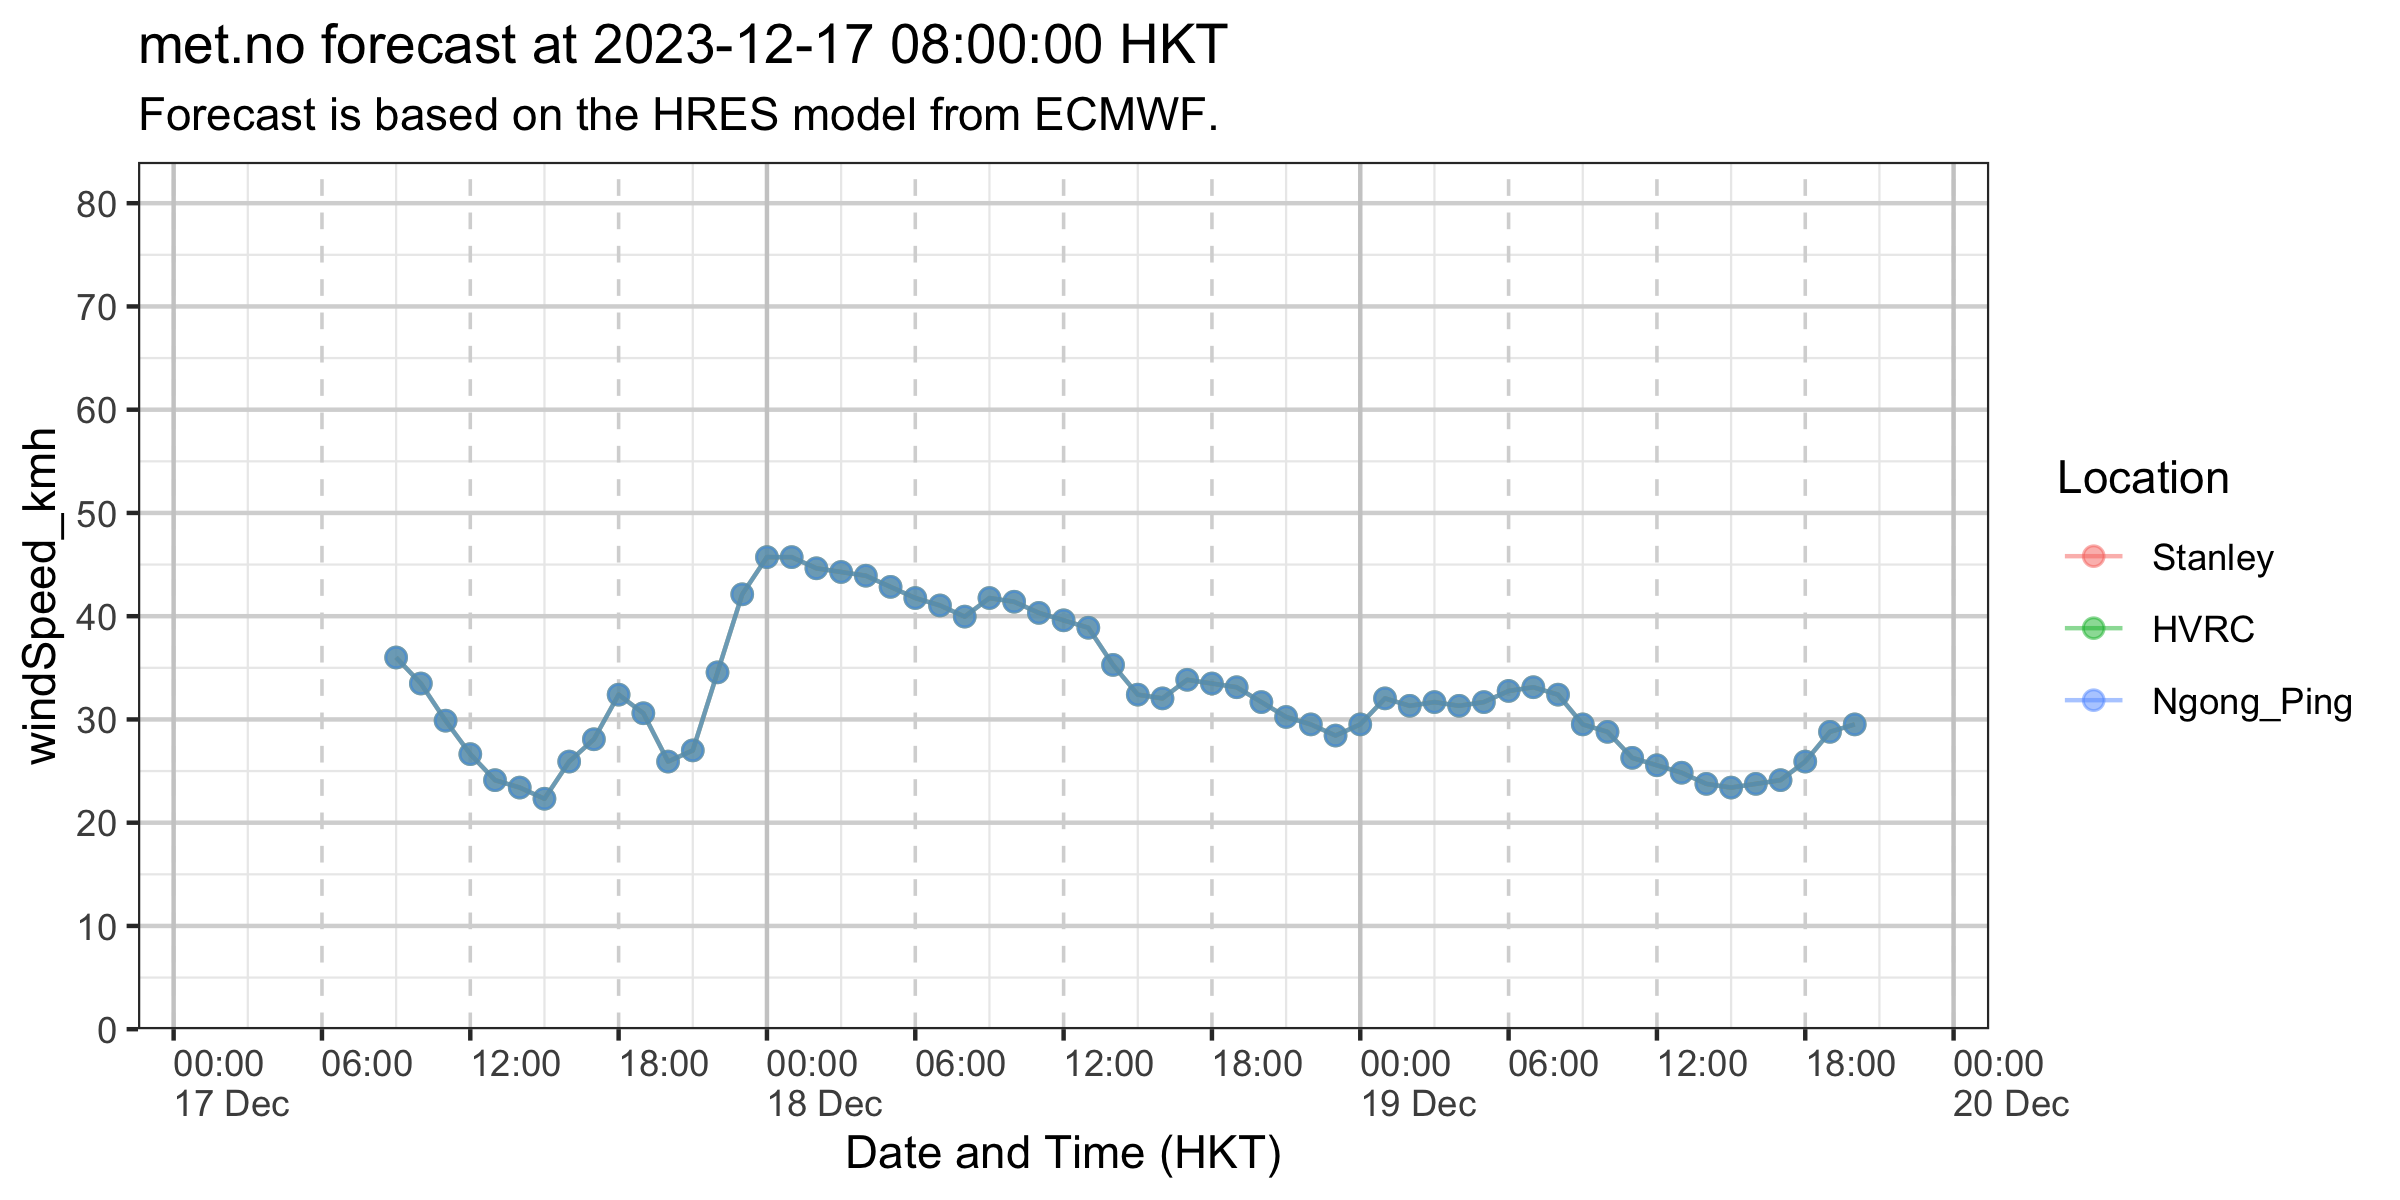 met.no forecast at 2023-12-17 08:00:00 HKT
Forecast is based on the HRES model from ECMWF.
windSpeed_kmh
80
70
60
50
40
30
20
10
0
00:00 06:00 12:00 18:00 00:00 06:00 12:00 18:00 00:00 06:00 12:00 18:00 00:00
17 Dec 18 Dec 19 Dec 20 Dec
Date and Time (HKT)
Location
Stanley
HVRC
Ngong_Ping